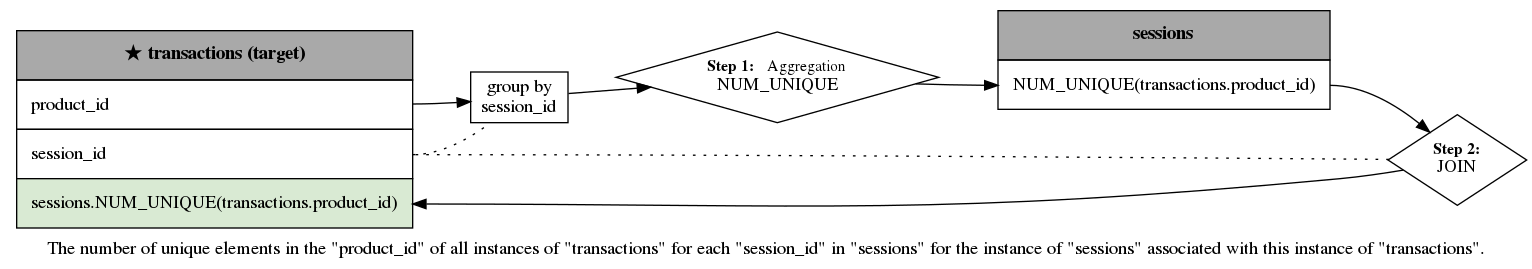 ★ transactions (target)
product_id
session_id
sessions.NUM_UNIQUE(transactions.product_id)
group by
session_id
Step 1: Aggregation
NUM_UNIQUE
sessions
NUM_UNIQUE(transactions.product_id)
Step 2:
JOIN
The number of unique elements in the "product_id" of all instances of "transactions" for each "session_id" in "sessions" for the instance of "sessions" associated with this instance of "transactions".